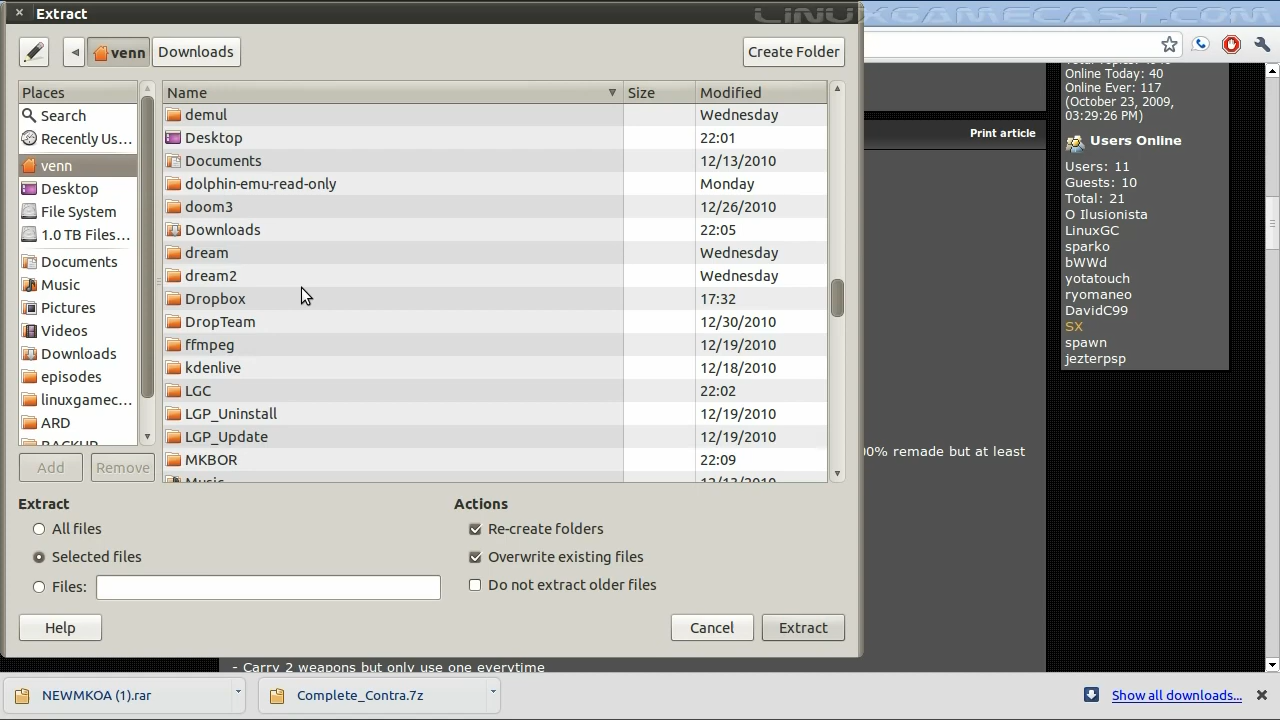 Extract
LINUXGAMECAST.COM
venn
Downloads
Create Folder
Places
Search
Recently Us...
venn
Desktop
File System
1.0 TB Files...
Documents
Music
Pictures
Videos
Downloads
episodes
linuxgamec...
ARD
BACKUP
Add
Remove
Name
Size
Modified
demul
Wednesday
Desktop
22:01
Documents
12/13/2010
dolphin-emu-read-only
Monday
doom3
12/26/2010
Downloads
22:05
dream
Wednesday
dream2
Wednesday
Dropbox
17:32
DropTeam
12/30/2010
ffmpeg
12/19/2010
kdenlive
12/18/2010
LGC
22:02
LGP_Uninstall
12/19/2010
LGP_Update
12/19/2010
MKBOR
22:09
Music
12/13/2010
Extract
All files
Selected files
Files:
Actions
Re-create folders
Overwrite existing files
Do not extract older files
Help
Cancel
Extract
Print article
Online Today: 40
Online Ever: 117
(October 23, 2009,
03:29:26 PM)
Users Online
Users: 11
Guests: 10
Total: 21
O Ilusionista
LinuxGC
sparko
bWWd
yotatouch
ryomaneo
DavidC99
SX
spawn
jezterpsp
00% remade but at least
- Carry 2 weapons but only use one everytime
NEWMKOA (1).rar
Complete_Contra.7z
Show all downloads...